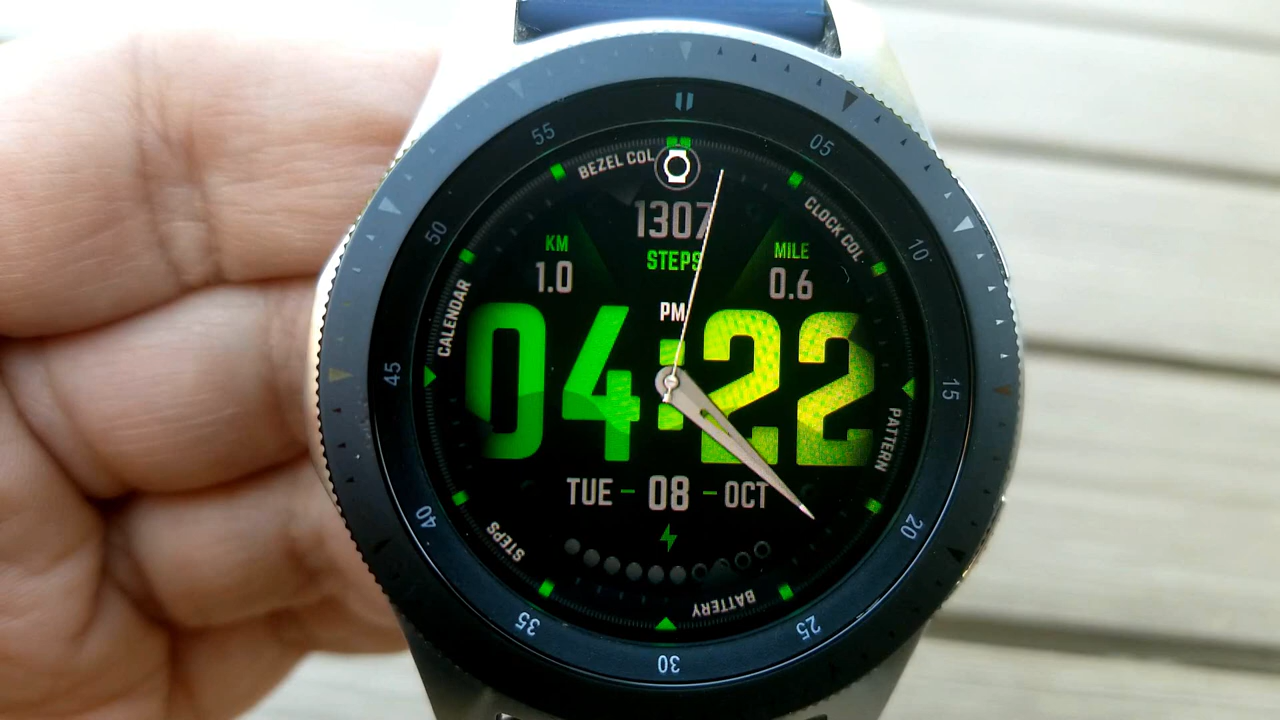 55
05
BEZEL COL
CLOCK COL
50
10
1307
STEPS
KM
1.0
MILE
0.6
CALENDAR
PM
04:22
45
15
PATTERN
TUE - 08 - OCT
40
20
STEPS
BATTERY
35
25
30